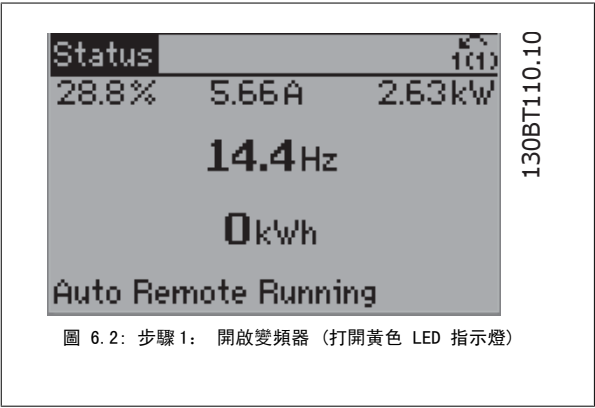 Status
1(1)
28.8% 5.66A 2.63kW
14.4Hz
0kWh
Auto Remote Running
130BT110.10
圖 6.2: 步驟 1: 開啟變頻器 (打開黃色 LED 指示燈)